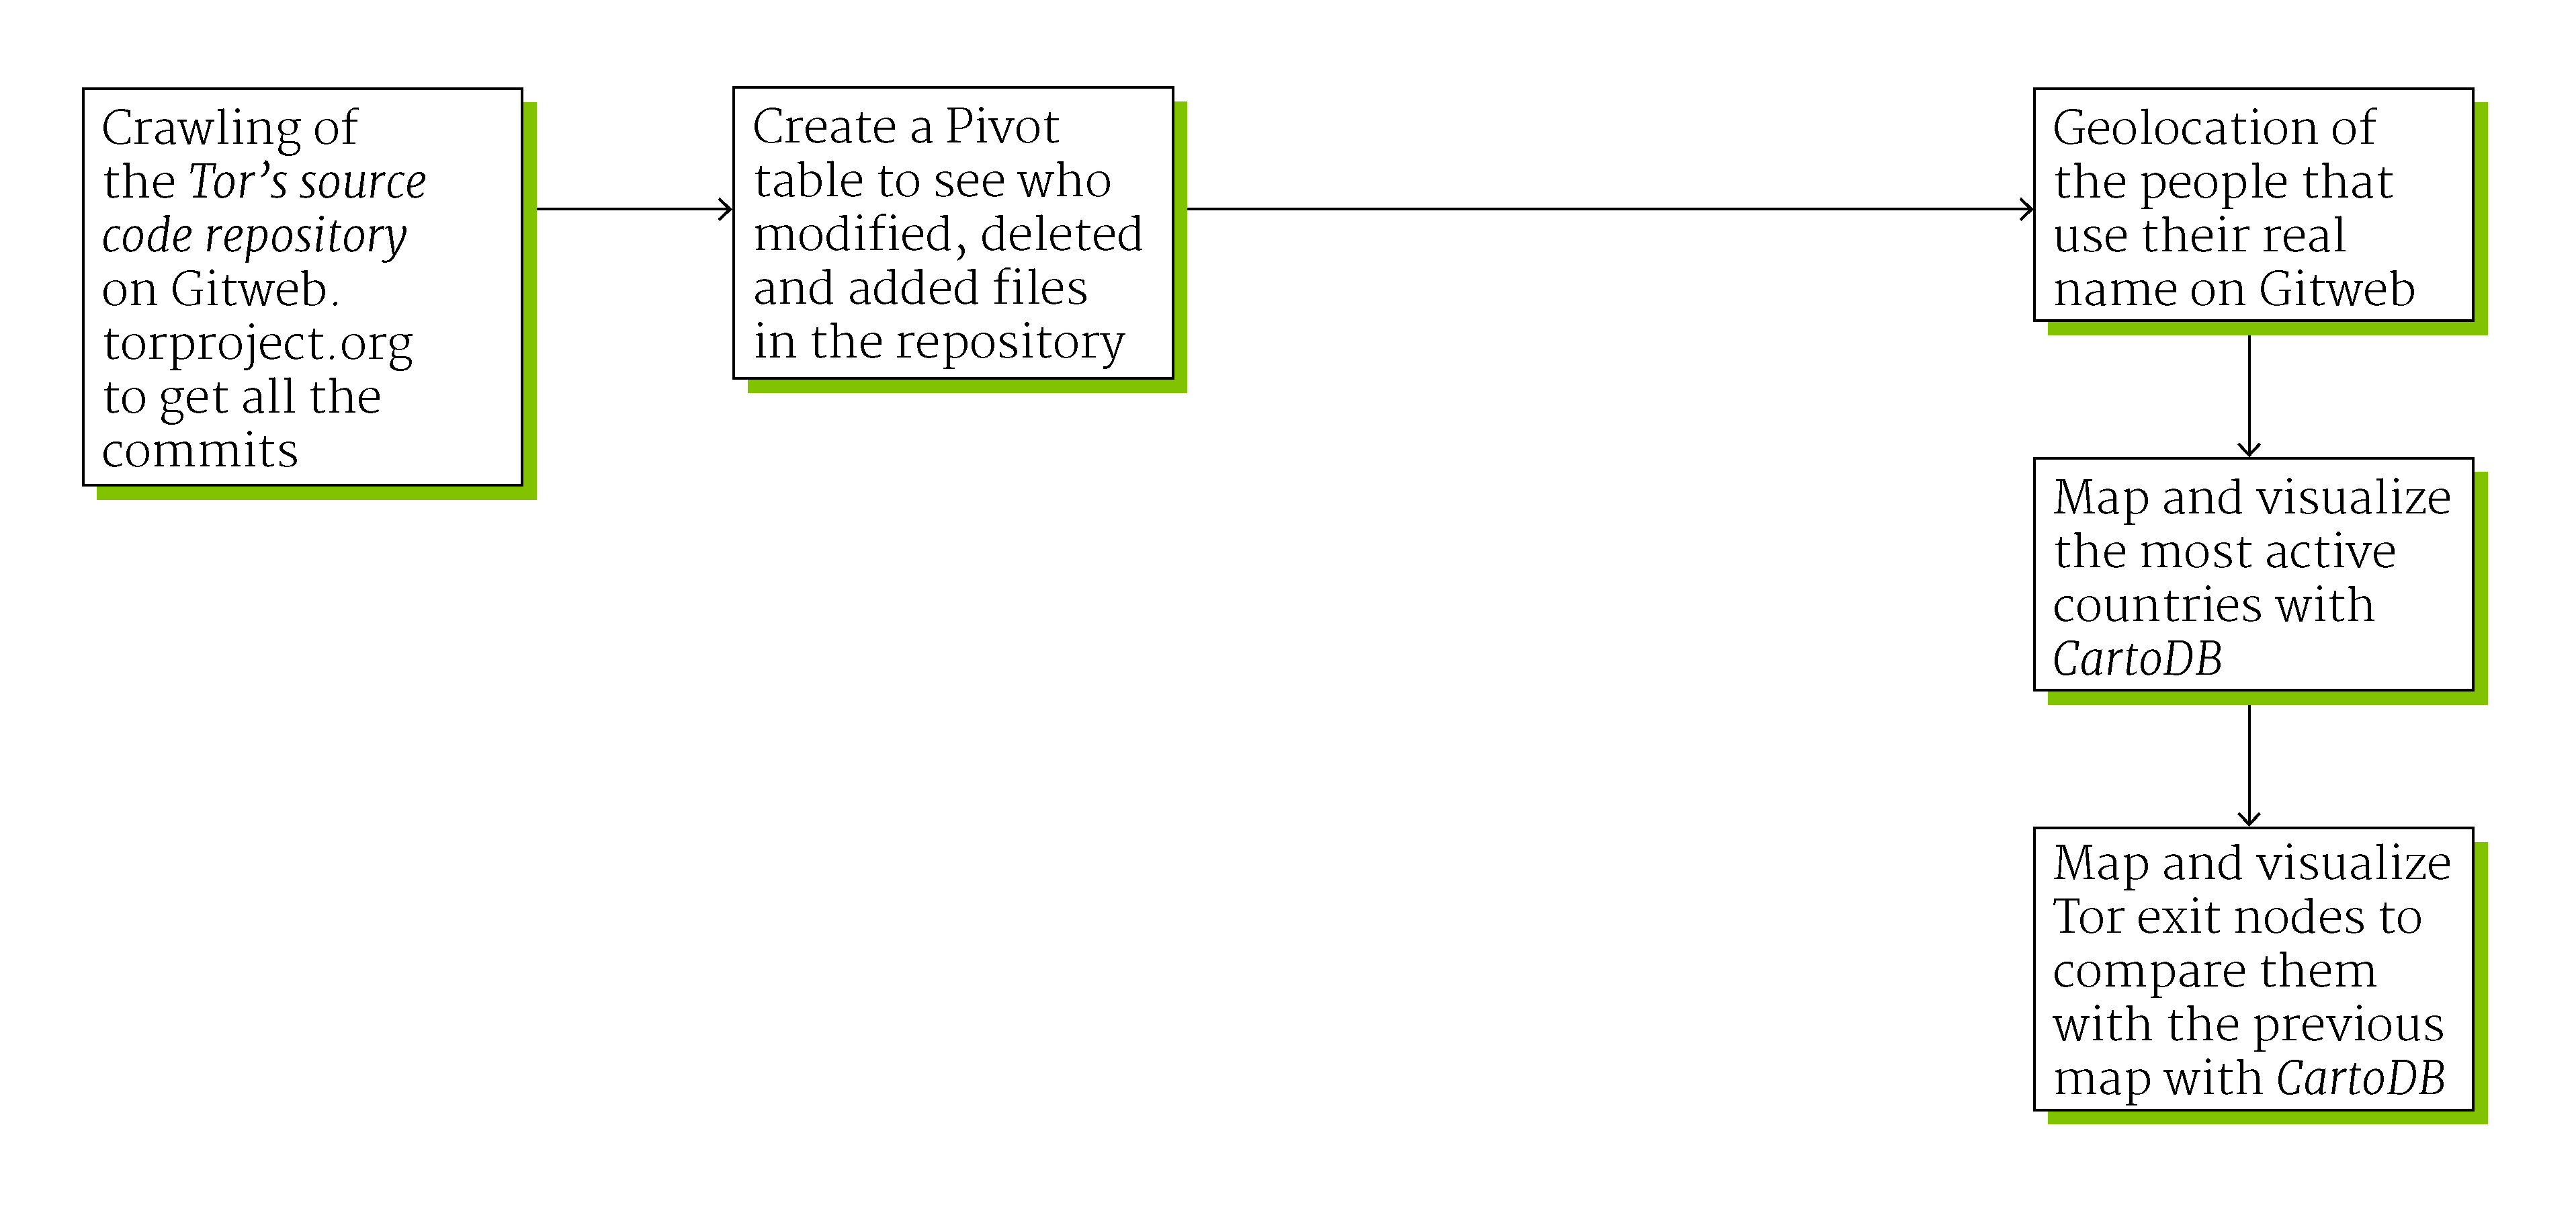 Crawling of
the Tor’s source
code repository
on Gitweb.
torproject.org
to get all the
commits
Create a Pivot
table to see who
modified, deleted
and added files
in the repository
Geolocation of
the people that
use their real
name on Gitweb
Map and visualize
the most active
countries with
CartoDB
Map and visualize
Tor exit nodes to
compare them
with the previous
map with CartoDB